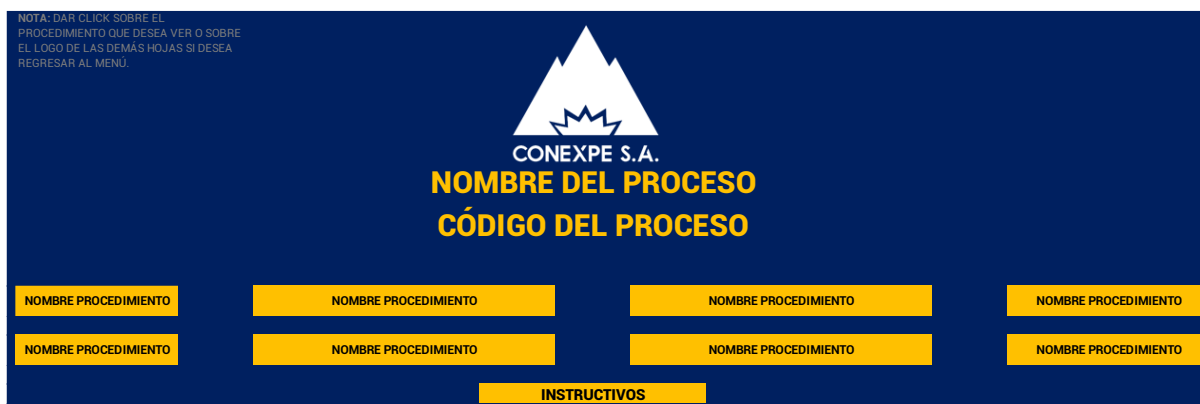 NOTA: DAR CLICK SOBRE EL
PROCEDIMIENTO QUE DESEA VER O SOBRE
EL LOGO DE LAS DEMÁS HOJAS SI DESEA
REGRESAR AL MENÚ.
CONEXPE S.A.
NOMBRE DEL PROCESO
CÓDIGO DEL PROCESO
NOMBRE PROCEDIMIENTO NOMBRE PROCEDIMIENTO NOMBRE PROCEDIMIENTO NOMBRE PROCEDIMIENTO
NOMBRE PROCEDIMIENTO NOMBRE PROCEDIMIENTO NOMBRE PROCEDIMIENTO NOMBRE PROCEDIMIENTO
INSTRUCTIVOS